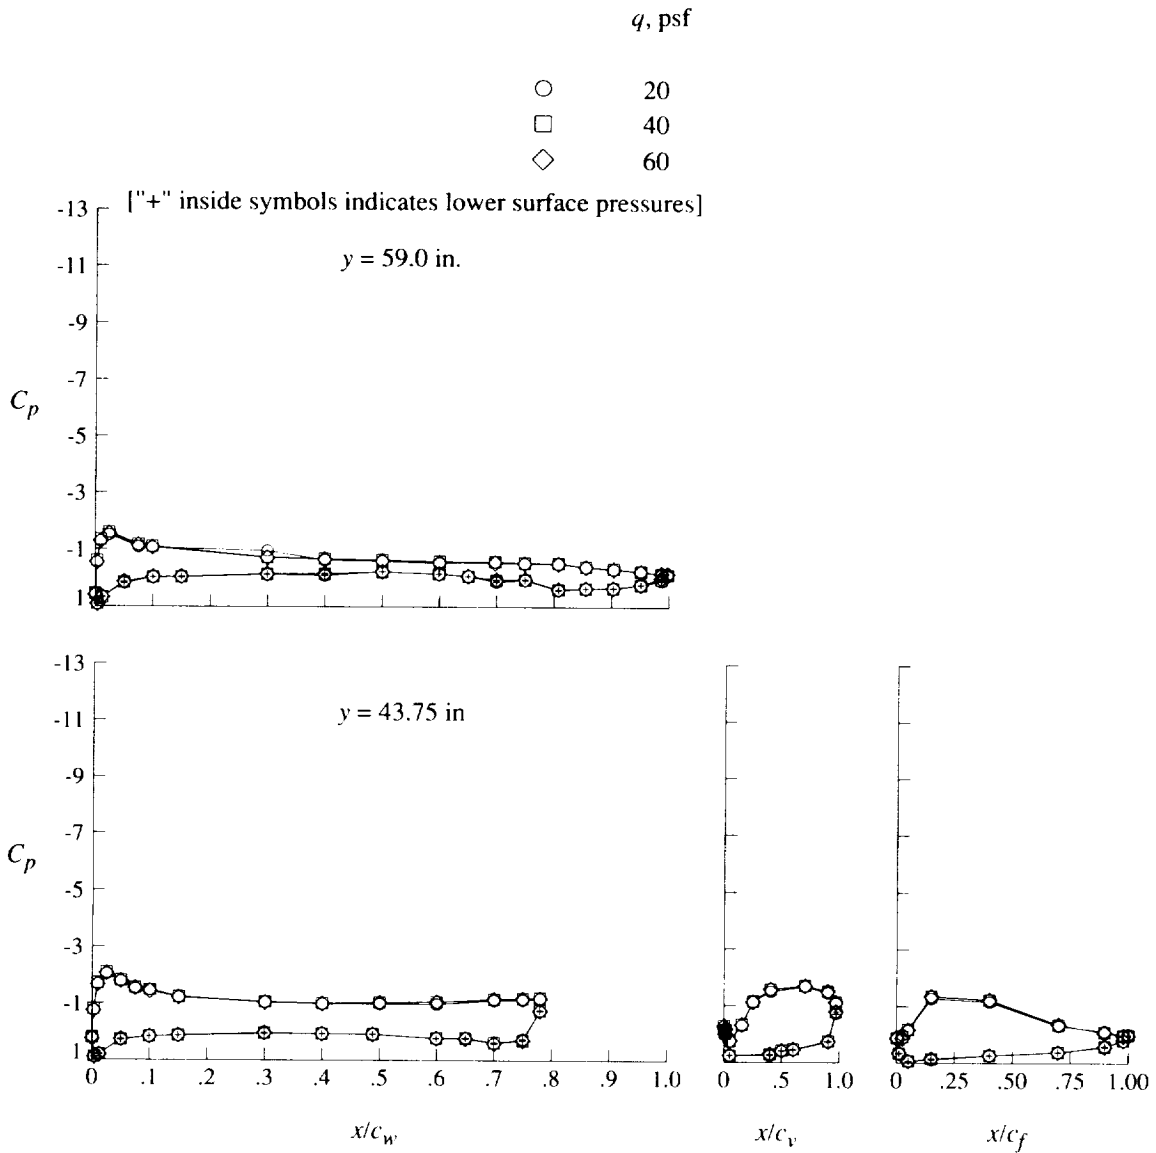 q, psf
20
40
60
["+" inside symbols indicates lower surface pressures]
y = 59.0 in.
-13
-11
-9
-7
-5
-3
-1
1
C_p
y = 43.75 in
-13
-11
-9
-7
-5
-3
-1
1
C_p
0 .1 .2 .3 .4 .5 .6 .7 .8 .9 1.0
x/c_w
0 .5 1.0
x/c_v
0 .25 .50 .75 1.00
x/c_f